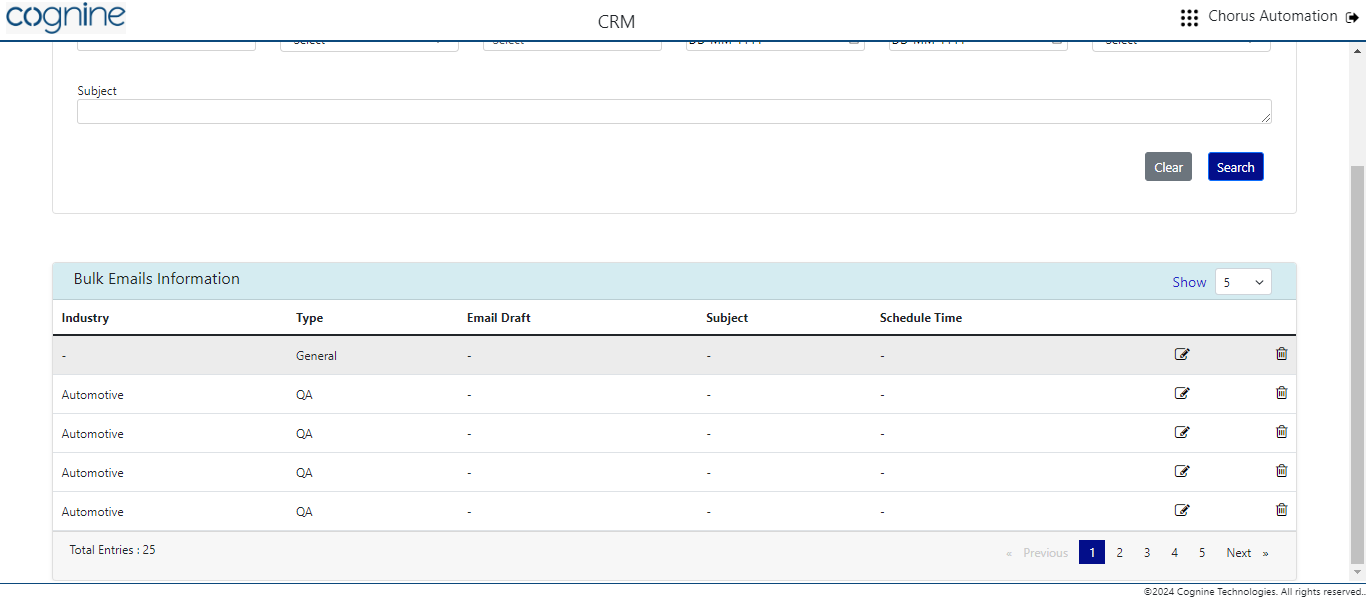 cognine
CRM
Chorus Automation
Select Select DD-MM-YYYY DD-MM-YYYY Select
Subject
Clear Search
Bulk Emails Information
Show 5
Industry Type Email Draft Subject Schedule Time
- General - - -
Automotive QA - - -
Automotive QA - - -
Automotive QA - - -
Automotive QA - - -
Total Entries : 25
« Previous 1 2 3 4 5 Next »
©2024 Cognine Technologies. All rights reserved.